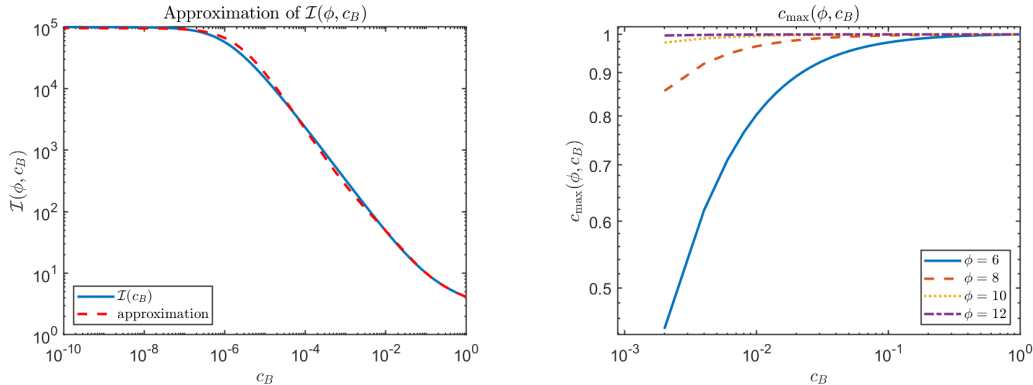 Approximation of 𝓘(ϕ, c_B)
10^5
10^4
10^3
10^2
10^1
10^0
𝓘(ϕ, c_B)
𝓘(c_B)
approximation
10^-10
10^-8
10^-6
10^-4
10^-2
10^0
c_B
c_max(ϕ, c_B)
1
0.9
0.8
0.7
0.6
0.5
c_max(ϕ, c_B)
ϕ = 6
ϕ = 8
ϕ = 10
ϕ = 12
10^-3
10^-2
10^-1
10^0
c_B